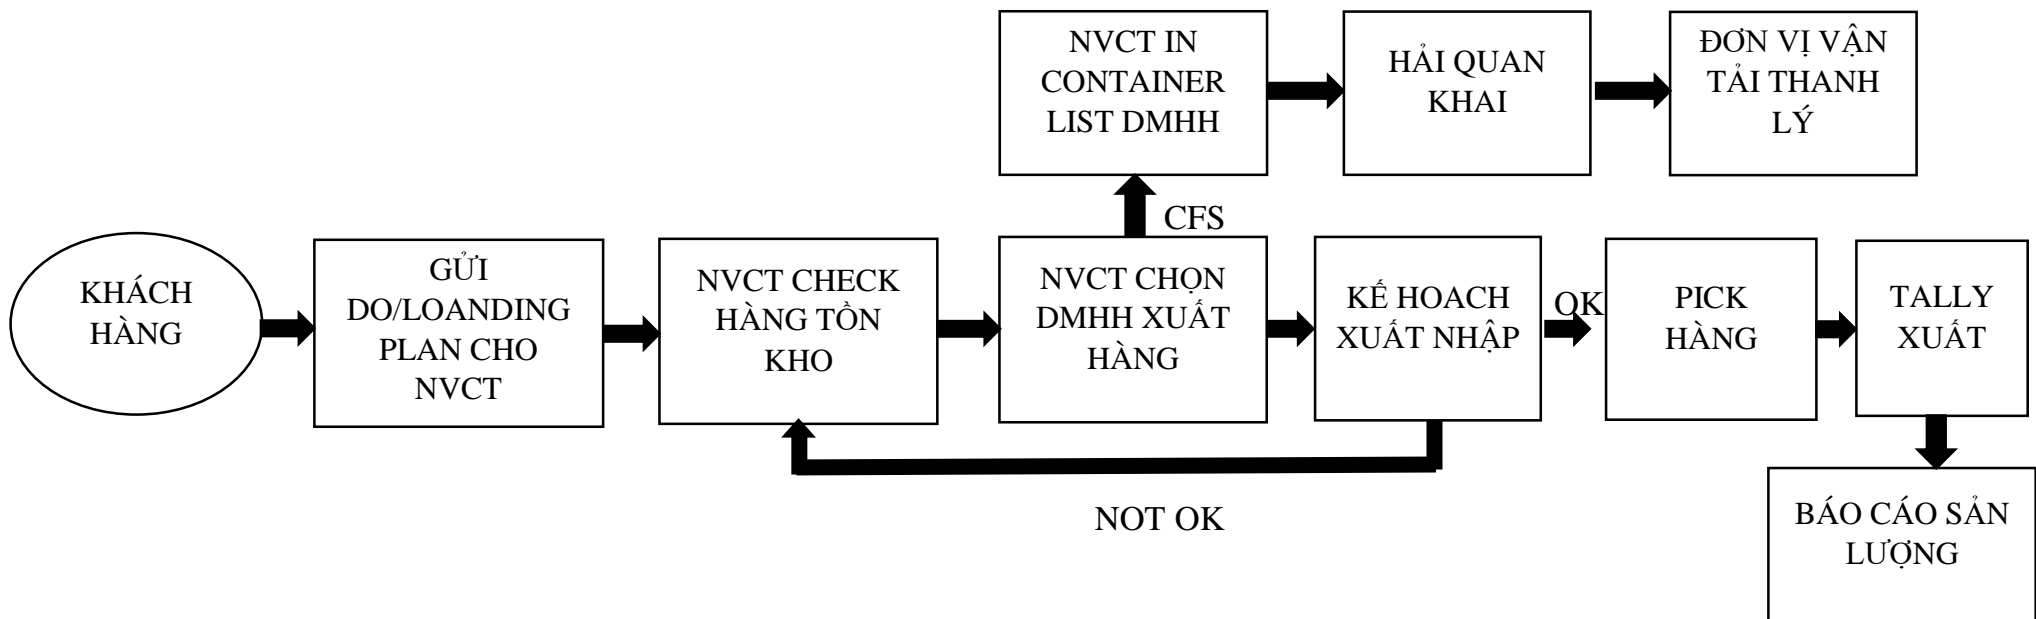 NVCT IN
CONTAINER
LIST DMHH
HẢI QUAN
KHAI
ĐƠN VỊ VẬN
TẢI THANH
LÝ
CFS
KHÁCH
HÀNG
GỬI
DO/LOANDING
PLAN CHO
NVCT
NVCT CHECK
HÀNG TỒN
KHO
NVCT CHỌN
DMHH XUẤT
HÀNG
KẾ HOẠCH
XUẤT NHẬP
OK
PICK
HÀNG
TALLY
XUẤT
NOT OK
BÁO CÁO SẢN
LƯỢNG